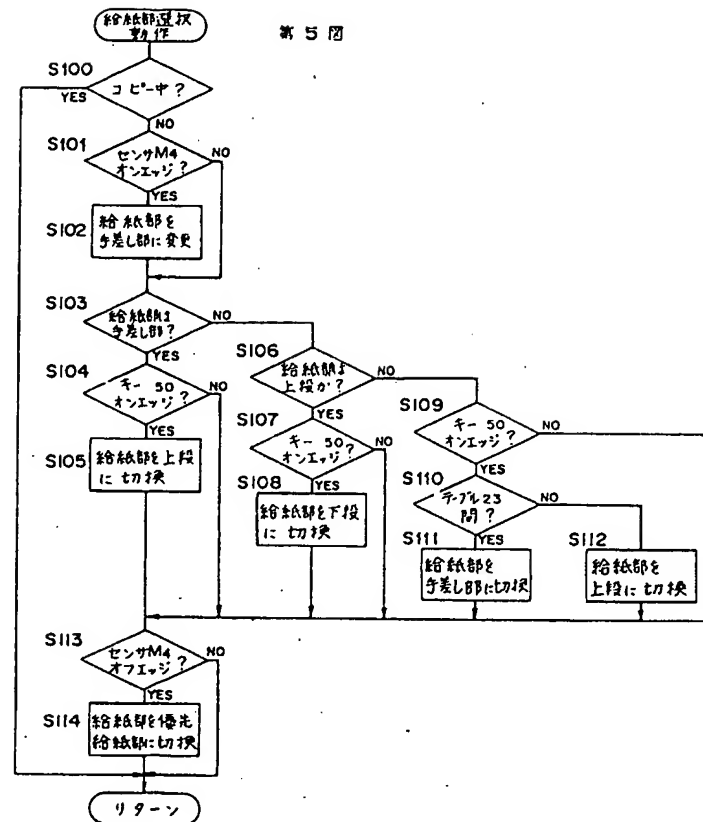 第5図
給紙部選択
動作
S100
コピー中?
YES
NO
S101
センサM4
オンエッジ?
NO
YES
S102
給紙部を
手差し部に変更
S103
給紙部は
手差し部?
NO
YES
S104
キー 50
オンエッジ?
NO
YES
S105
給紙部を上段
に切換
S106
給紙部は
上段か?
NO
YES
S107
キー 50
オンエッジ?
NO
YES
S108
給紙部を下段
に切換
S109
キー 50
オンエッジ?
NO
YES
S110
テーブル23
開?
NO
YES
S111
給紙部を
手差し部に切換
S112
給紙部を
上段に切換
S113
センサM4
オフエッジ?
NO
YES
S114
給紙部を優先
給紙部に切換
リターン